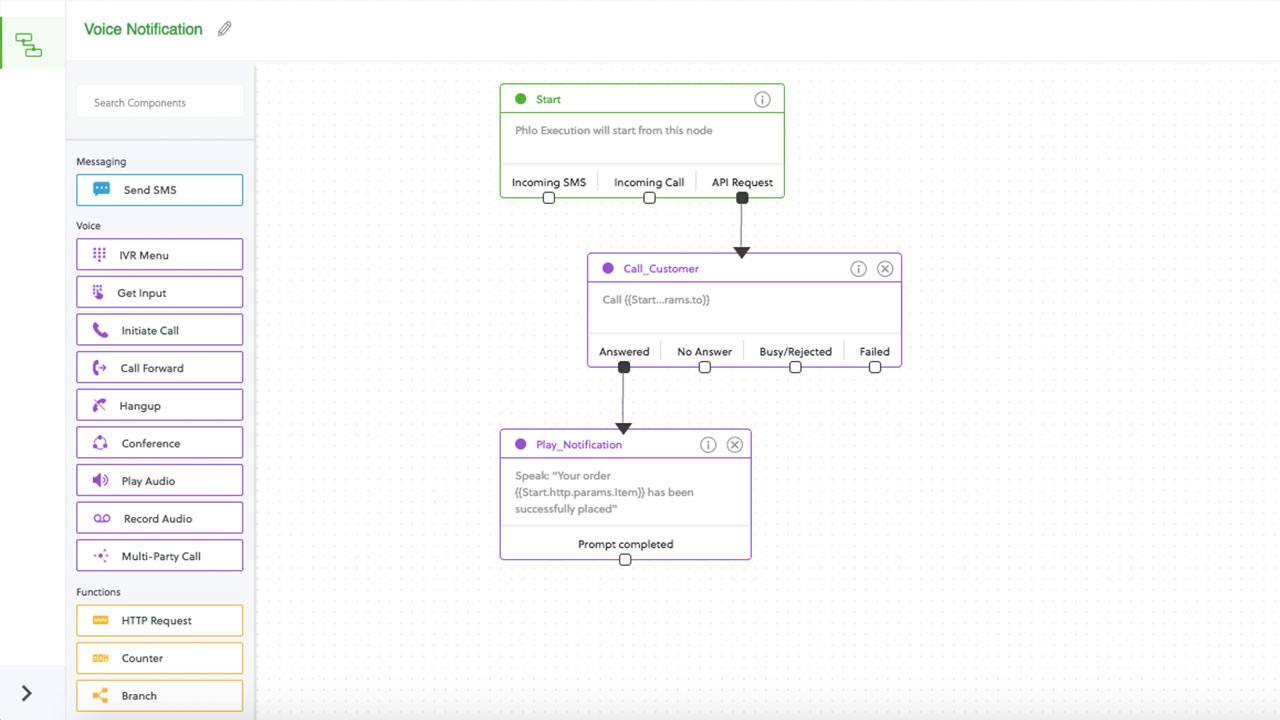 Voice Notification
Search Components
Messaging
Send SMS
Voice
IVR Menu
Get Input
Initiate Call
Call Forward
Hangup
Conference
Play Audio
Record Audio
Multi-Party Call
Functions
HTTP Request
Counter
Branch
Start
Phlo Execution will start from this node
Incoming SMS Incoming Call API Request
Call_Customer
Call {{Start...rams.to}}
Answered No Answer Busy/Rejected Failed
Play_Notification
Speak: "Your order
{{Start.http.params.Item}} has been
successfully placed"
Prompt completed